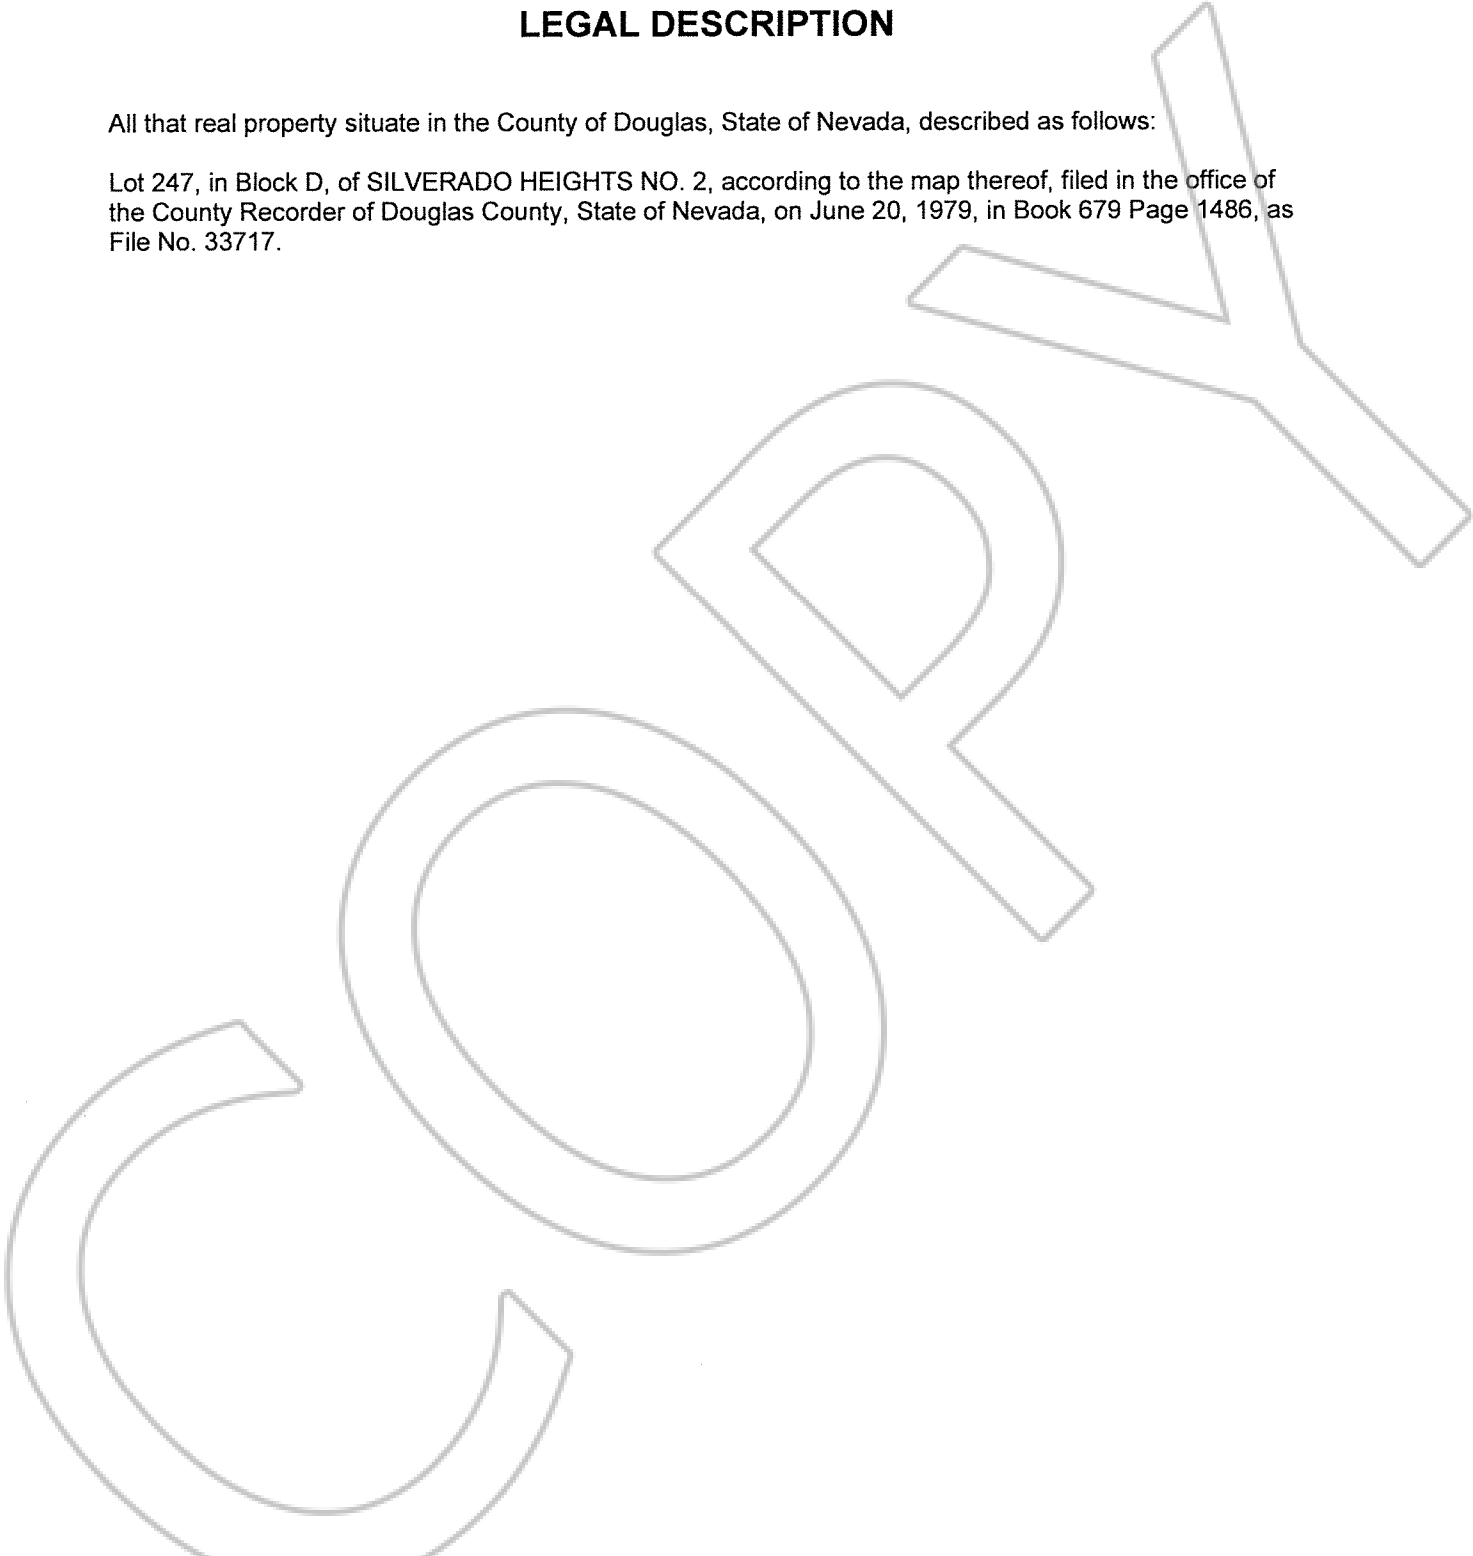 LEGAL DESCRIPTION
All that real property situate in the County of Douglas, State of Nevada, described as follows:
Lot 247, in Block D, of SILVERADO HEIGHTS NO. 2, according to the map thereof, filed in the office of
the County Recorder of Douglas County, State of Nevada, on June 20, 1979, in Book 679 Page 1486, as
File No. 33717.
COPY